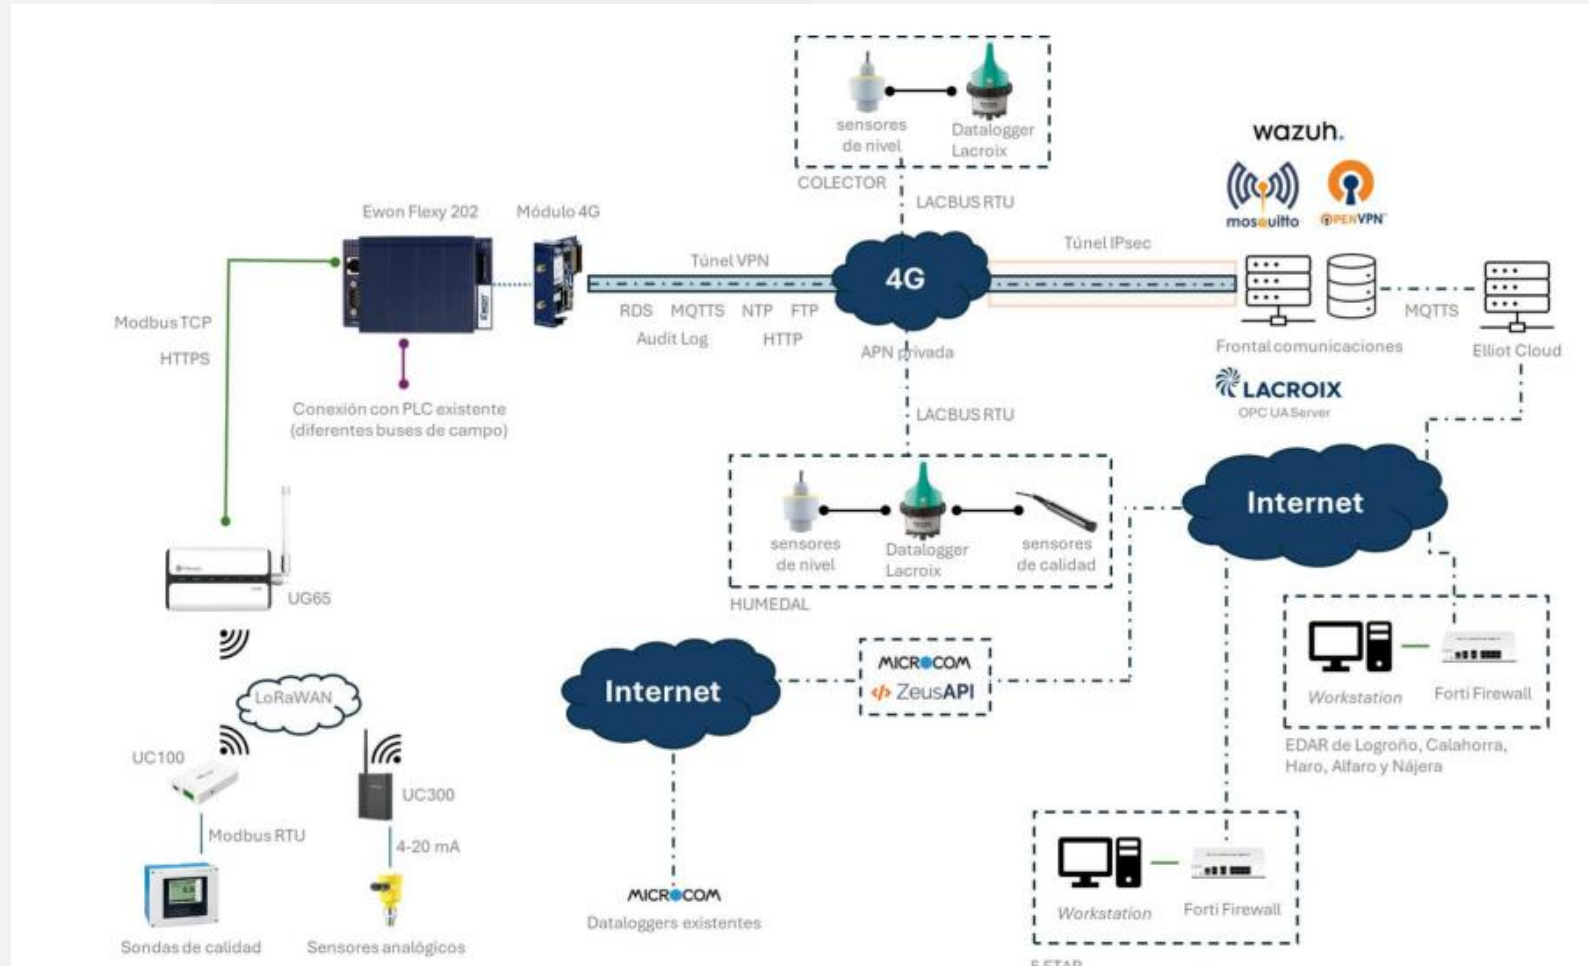 sensores
de nivel
Datalogger
Lacroix
COLECTOR
LACBUS RTU
wazuh.
mosquitto
OPENVPN
Ewon Flexy 202
Módulo 4G
Túnel VPN
4G
Túnel IPsec
RDS MQTTS NTP FTP
Audit Log HTTP
APN privada
Modbus TCP
HTTPS
MQTTS
Frontal comunicaciones
Elliot Cloud
LACROIX
OPC UA Server
Conexión con PLC existente
(diferentes buses de campo)
LACBUS RTU
sensores
de nivel
Datalogger
Lacroix
sensores
de calidad
HUMEDAL
Internet
UG65
LoRaWAN
Internet
MICROCOM
</> ZeusAPI
Workstation
Forti Firewall
EDAR de Logroño, Calahorra,
Haro, Alfaro y Nájera
UC100
UC300
Modbus RTU
4-20 mA
Sondas de calidad
Sensores analógicos
MICROCOM
Dataloggers existentes
Workstation
Forti Firewall